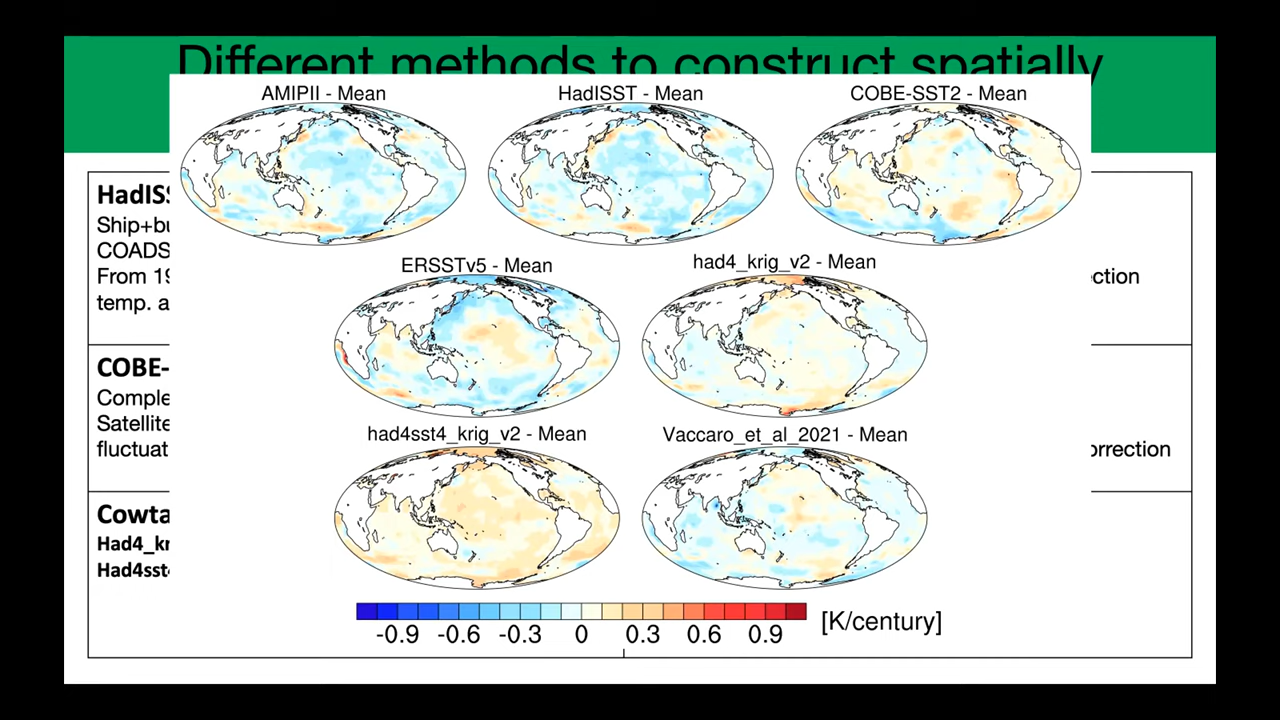 Different methods to construct spatially
AMIPII - Mean
HadISST - Mean
COBE-SST2 - Mean
ERSSTv5 - Mean
had4_krig_v2 - Mean
had4sst4_krig_v2 - Mean
Vaccaro_et_al_2021 - Mean
-0.9 -0.6 -0.3 0 0.3 0.6 0.9 [K/century]
HadIS
Ship+bu
COADS
From 19
temp. a
ction
COBE-
Comple
Satellite
fluctuat
orrection
Cowta
Had4_kr
Had4sst